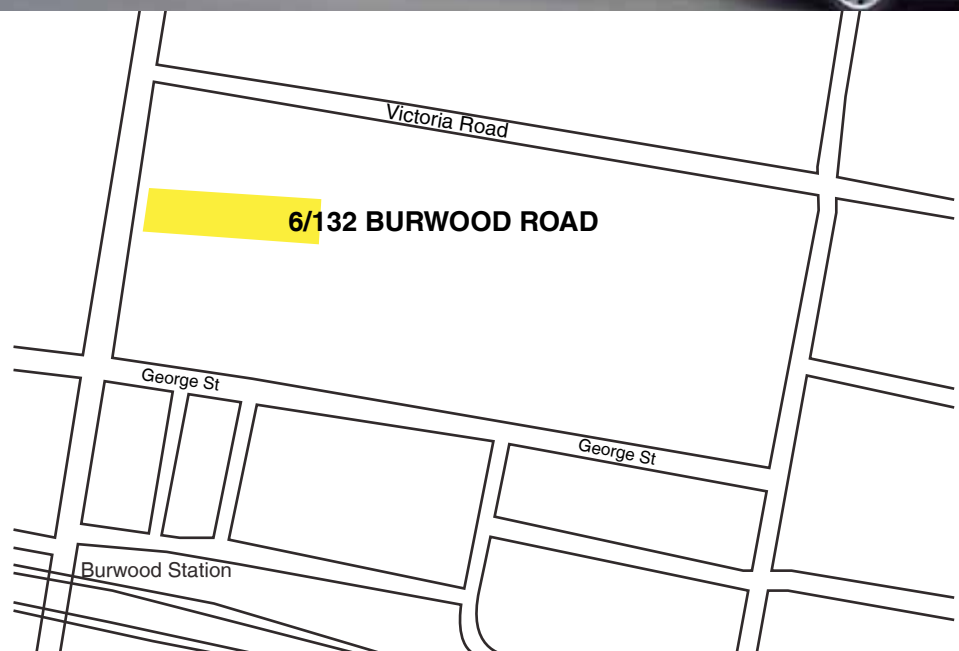 Victoria Road
6/132 BURWOOD ROAD
George St
George St
Burwood Station